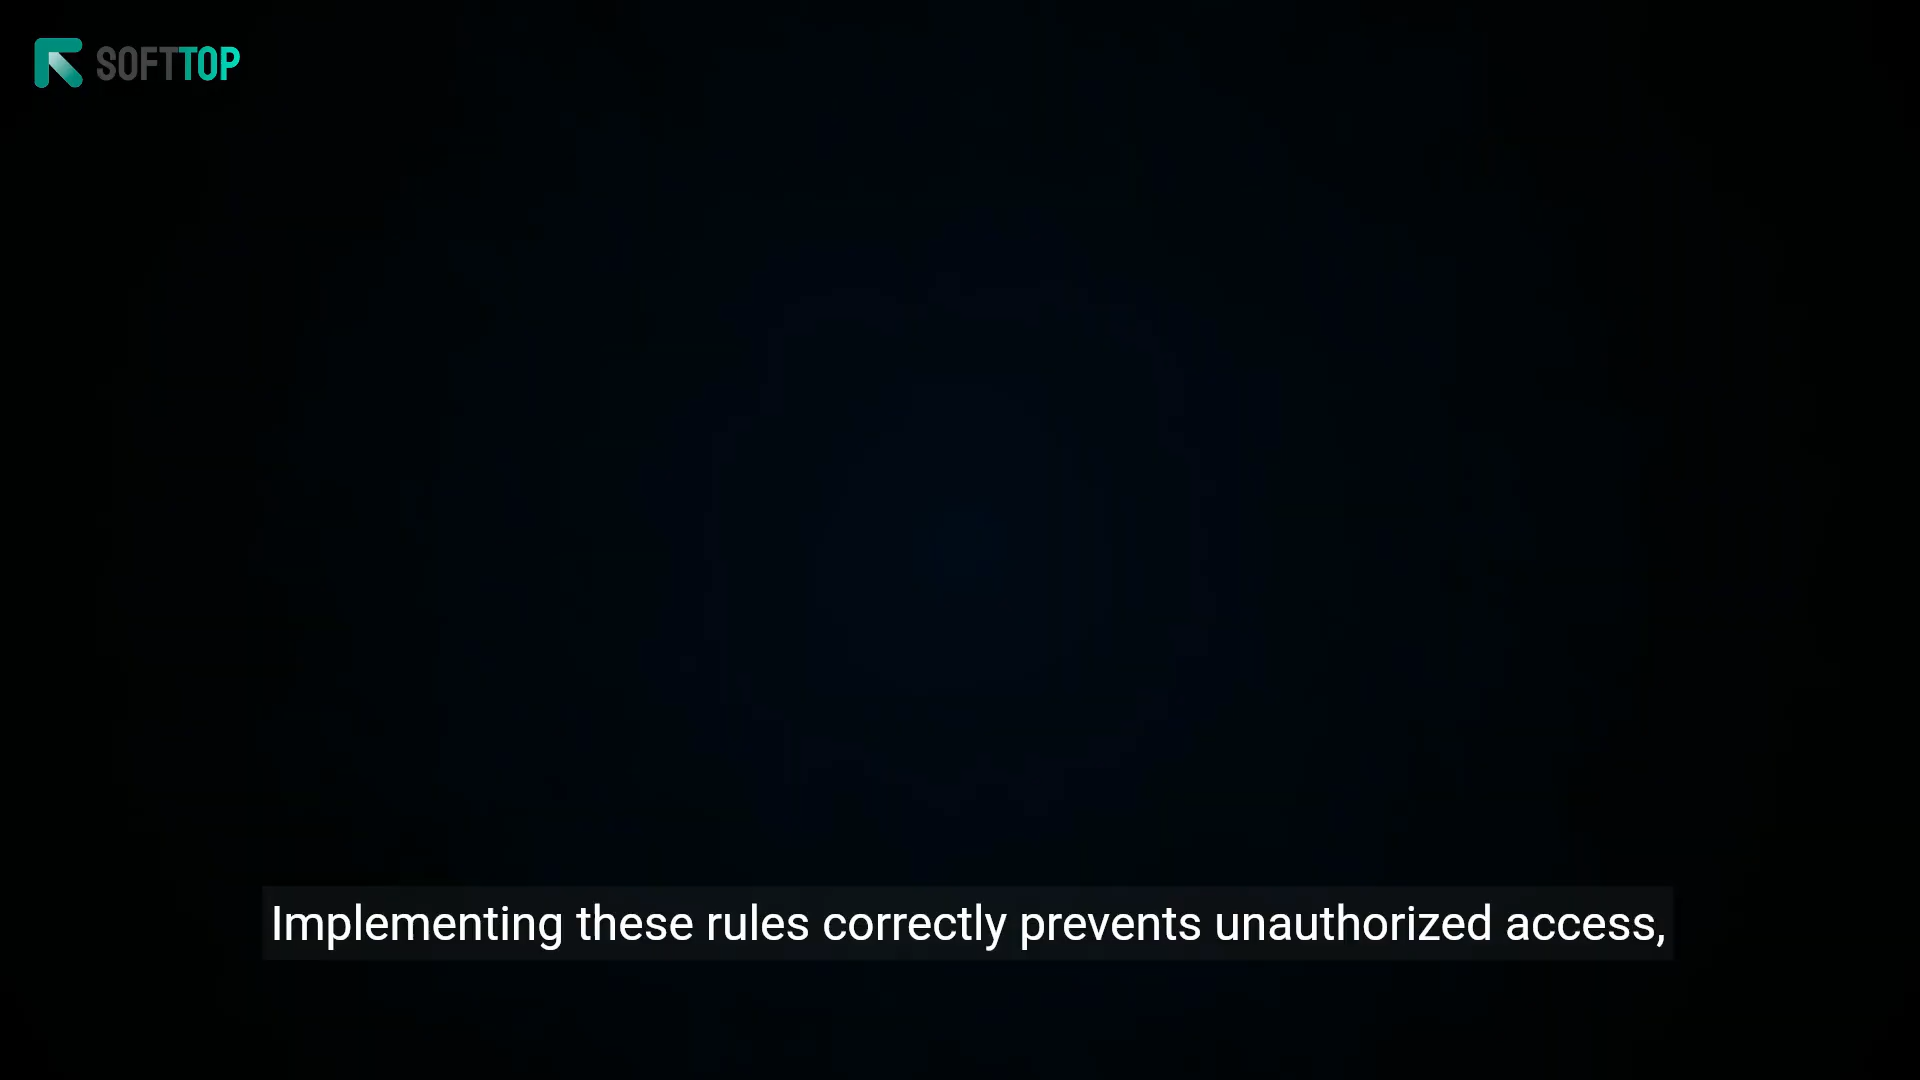 SOFTTOP
Implementing these rules correctly prevents unauthorized access,